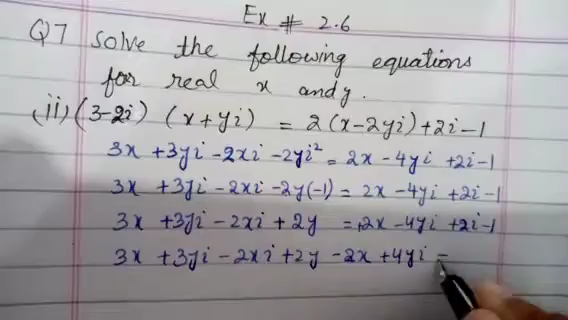 Ex # 2.6
Q7 Solve the following equations
for real x and y.
(ii) (3-2i) (x+yi) = 2(x-2yi)+2i-1
3x +3yi -2xi -2yi² = 2x -4yi +2i-1
3x +3yi -2xi -2y(-1) = 2x -4yi +2i-1
3x +3yi -2xi +2y = 2x -4yi +2i-1
3x +3yi -2xi +2y -2x +4yi =